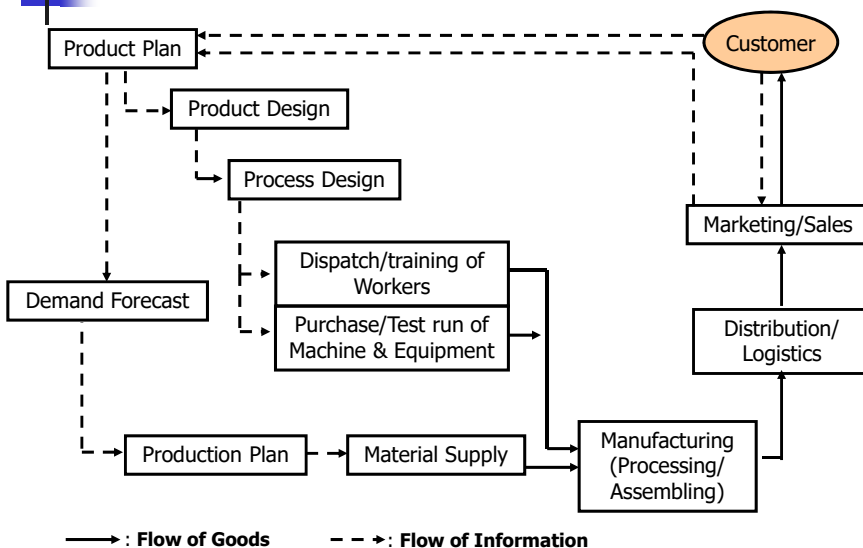 Product Plan
Customer
Product Design
Process Design
Marketing/Sales
Dispatch/training of
Workers
Demand Forecast
Purchase/Test run of
Machine & Equipment
Distribution/
Logistics
Production Plan
Material Supply
Manufacturing
(Processing/
Assembling)
: Flow of Goods
: Flow of Information